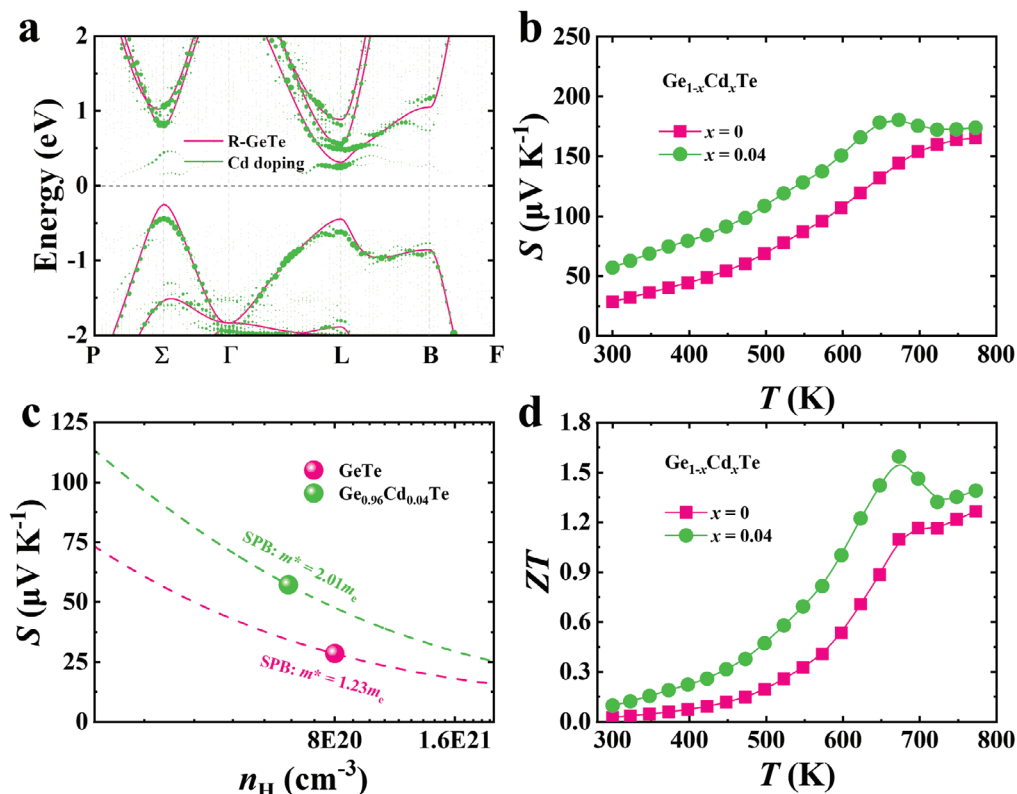 a
Energy (eV)
2
1
0
-1
-2
R-GeTe
Cd doping
P Σ Γ L B F
b
S (μV K⁻¹)
250
200
150
100
50
0
Ge₁₋ₓCdₓTe
x = 0
x = 0.04
300 400 500 600 700 800
T (K)
c
S (μV K⁻¹)
125
100
75
50
25
0
GeTe
Ge₀.₉₆Cd₀.₀₄Te
SPB: m* = 2.01mₑ
SPB: m* = 1.23mₑ
8E20 1.6E21
n_H (cm⁻³)
d
ZT
1.8
1.5
1.2
0.9
0.6
0.3
0.0
Ge₁₋ₓCdₓTe
x = 0
x = 0.04
300 400 500 600 700 800
T (K)